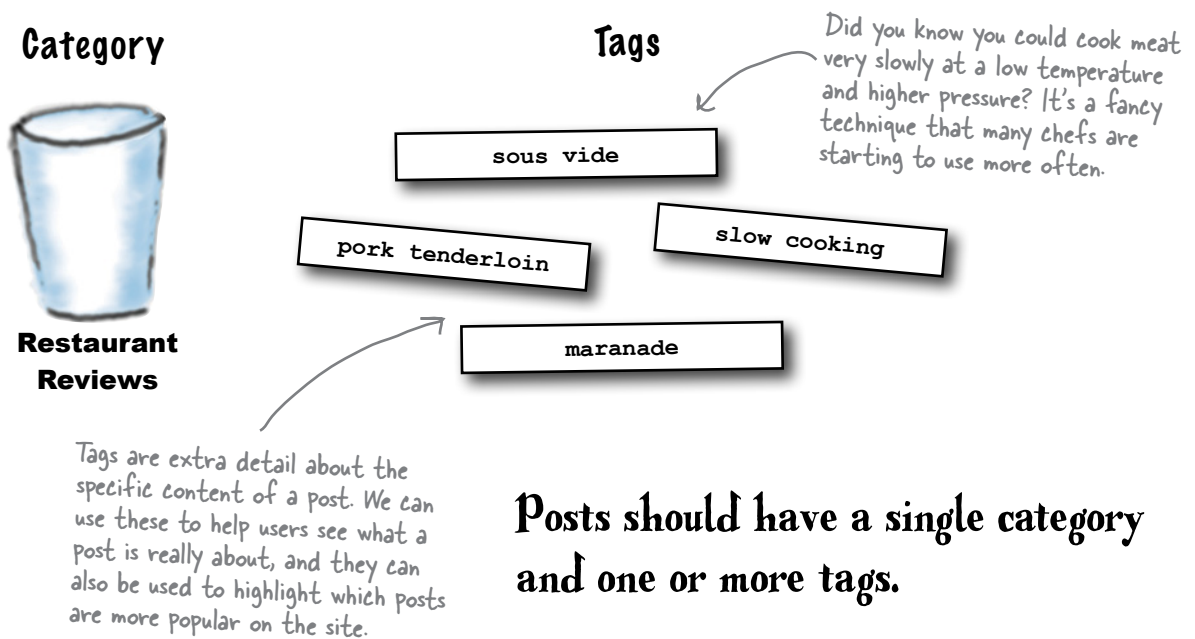 Category
Tags
Did you know you could cook meat
very slowly at a low temperature
and higher pressure? It's a fancy
technique that many chefs are
starting to use more often.
sous vide
pork tenderloin
slow cooking
maranade
Restaurant
Reviews
Tags are extra detail about the
specific content of a post. We can
use these to help users see what a
post is really about, and they can
also be used to highlight which posts
are more popular on the site.
Posts should have a single category
and one or more tags.